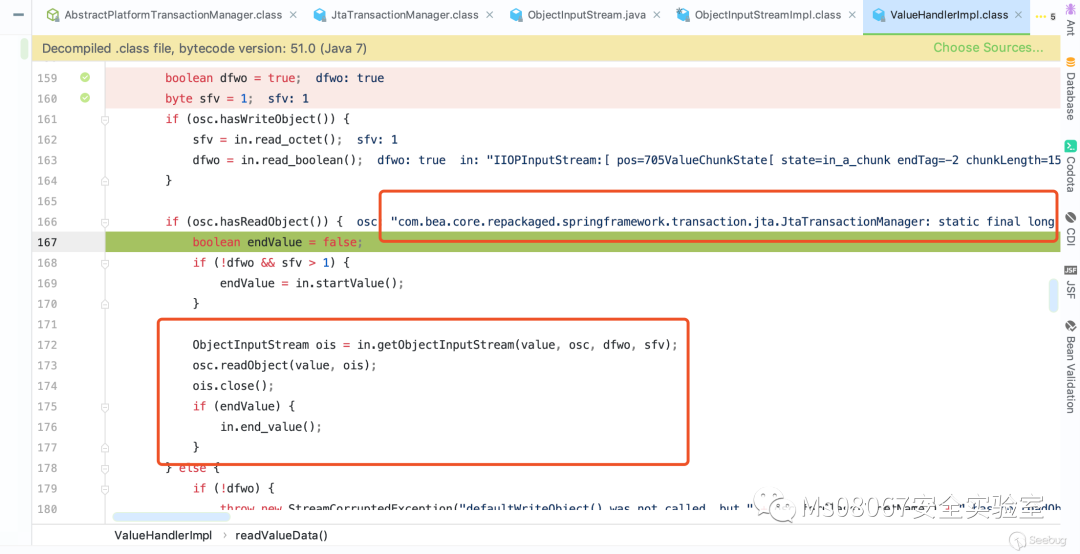 AbstractPlatformTransactionManager.class × JtaTransactionManager.class × ObjectInputStream.java × ObjectInputStreamImpl.class × ValueHandlerImpl.class × 5
Decompiled .class file, bytecode version: 51.0 (Java 7) Choose Sources...
159 boolean dfwo = true; dfwo: true
160 byte sfv = 1; sfv: 1
161 if (osc.hasWriteObject()) {
162 sfv = in.read_octet(); sfv: 1
163 dfwo = in.read_boolean(); dfwo: true in: "IIOPInputStream:[ pos=705ValueChunkState[ state=in_a_chunk endTag=-2 chunkLength=15
164 }
165
166 if (osc.hasReadObject()) { osc "com.bea.core.repackaged.springframework.transaction.jta.JtaTransactionManager: static final long
167 boolean endValue = false;
168 if (!dfwo && sfv > 1) {
169 endValue = in.startValue();
170 }
171
172 ObjectInputStream ois = in.getObjectInputStream(value, osc, dfwo, sfv);
173 osc.readObject(value, ois);
174 ois.close();
175 if (endValue) {
176 in.end_value();
177 }
178 } else {
179 if (!dfwo) {
180 throw new StreamCorruptedException("defaultWriteObject() was not called, but "
ValueHandlerImpl › readValueData()
Ant
Database
Codota
CDI
JSF
JSF
Bean Validation
Ms08067安全实验室
Seebug